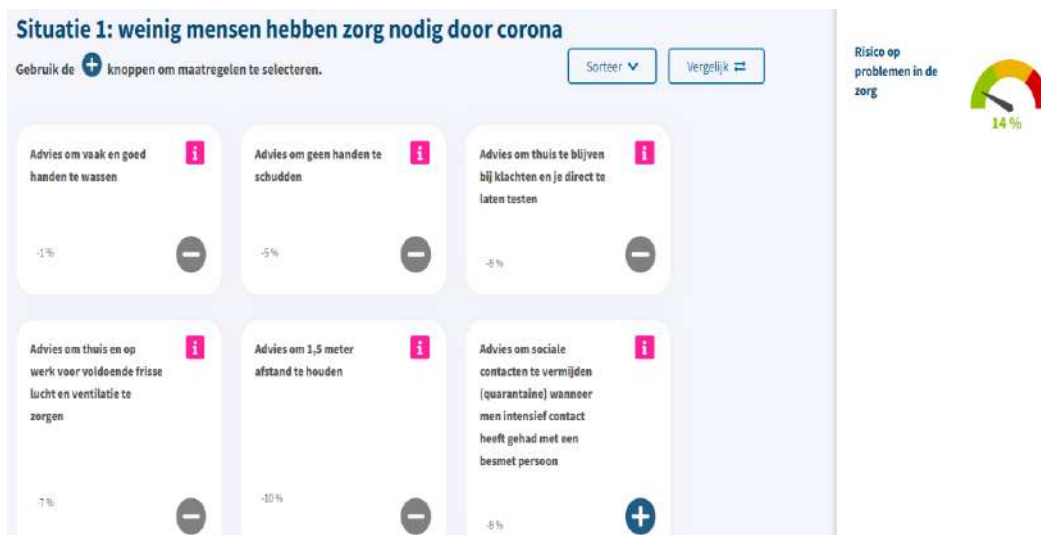 Situatie 1: weinig mensen hebben zorg nodig door corona
Gebruik de + knoppen om maatregelen te selecteren.
Sorteer
Vergelijk
Risico op
problemen in de
zorg
14 %
Advies om vaak en goed
handen te wassen
i
-1 %
Advies om geen handen te
schudden
i
-5 %
Advies om thuis te blijven
bij klachten en je direct te
laten testen
i
-8 %
Advies om thuis en op
werk voor voldoende frisse
lucht en ventilatie te
zorgen
i
-7 %
Advies om 1,5 meter
afstand te houden
i
-10 %
Advies om sociale
contacten te vermijden
(quarantaine) wanneer
men intensief contact
heeft gehad met een
besmet persoon
i
-8 %